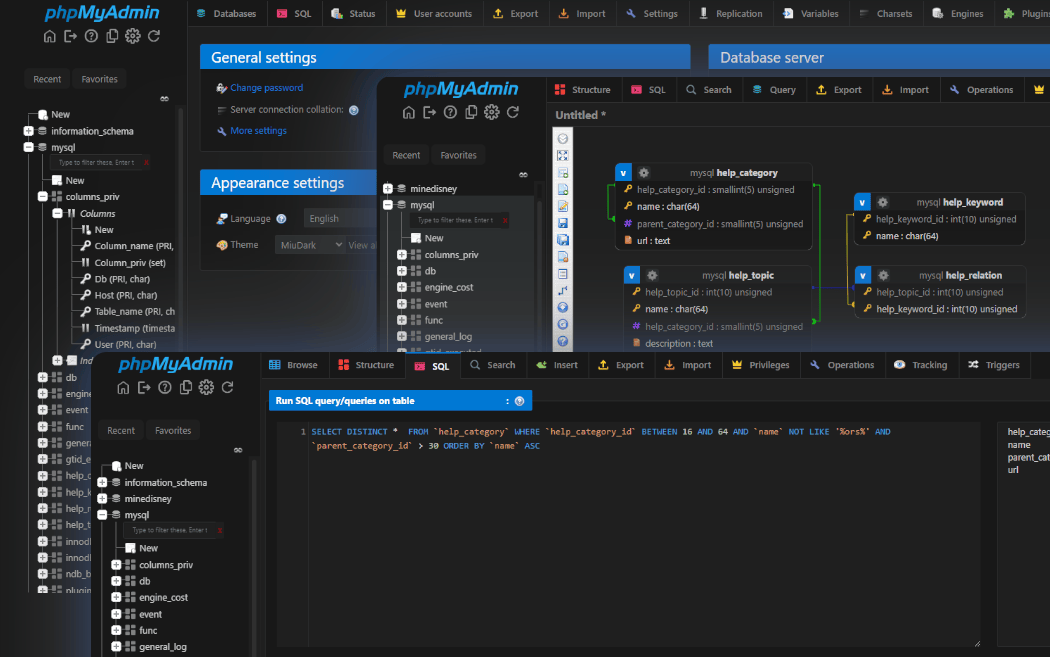 phpMyAdmin
Databases SQL Status User accounts Export Import Settings Replication Variables Charsets Engines Plugin
Recent Favorites
New
information_schema
mysql
Type to filter these, Enter t X
New
columns_priv
Columns
New
Column_name (PRI,
Column_priv (set)
Db (PRI, char)
Host (PRI, char)
Table_name (PRI, ch
Timestamp (timesta
User (PRI, char)
Ind
db
engine
event
func
genera
gtid_e
help_c
help_k
help_r
help_t
innod
innod
ndb_b
plugin
General settings
Change password
Server connection collation:
More settings
Appearance settings
Language English
Theme MiuDark View a
Database server
phpMyAdmin
Structure SQL Search Query Export Import Operations
Recent Favorites
minedisney
mysql
Type to filter these, Enter t X
New
columns_priv
db
engine_cost
event
func
general_log
gtid_executed
Untitled *
v mysql help_category
help_category_id : smallint(5) unsigned
name : char(64)
parent_category_id : smallint(5) unsigned
url : text
v mysql help_keyword
help_keyword_id : int(10) unsigned
name : char(64)
v mysql help_topic
help_topic_id : int(10) unsigned
name : char(64)
help_category_id : smallint(5) unsigned
description : text
v mysql help_relation
help_topic_id : int(10) unsigned
help_keyword_id : int(10) unsigned
phpMyAdmin
Browse Structure SQL Search Insert Export Import Privileges Operations Tracking Triggers
Recent Favorites
New
information_schema
minedisney
mysql
Type to filter these, Enter t X
New
columns_priv
db
engine_cost
event
func
general_log
Run SQL query/queries on table :
1 SELECT DISTINCT * FROM `help_category` WHERE `help_category_id` BETWEEN 16 AND 64 AND `name` NOT LIKE '%ors%' AND
`parent_category_id` > 30 ORDER BY `name` ASC
help_categ
name
parent_cat
url